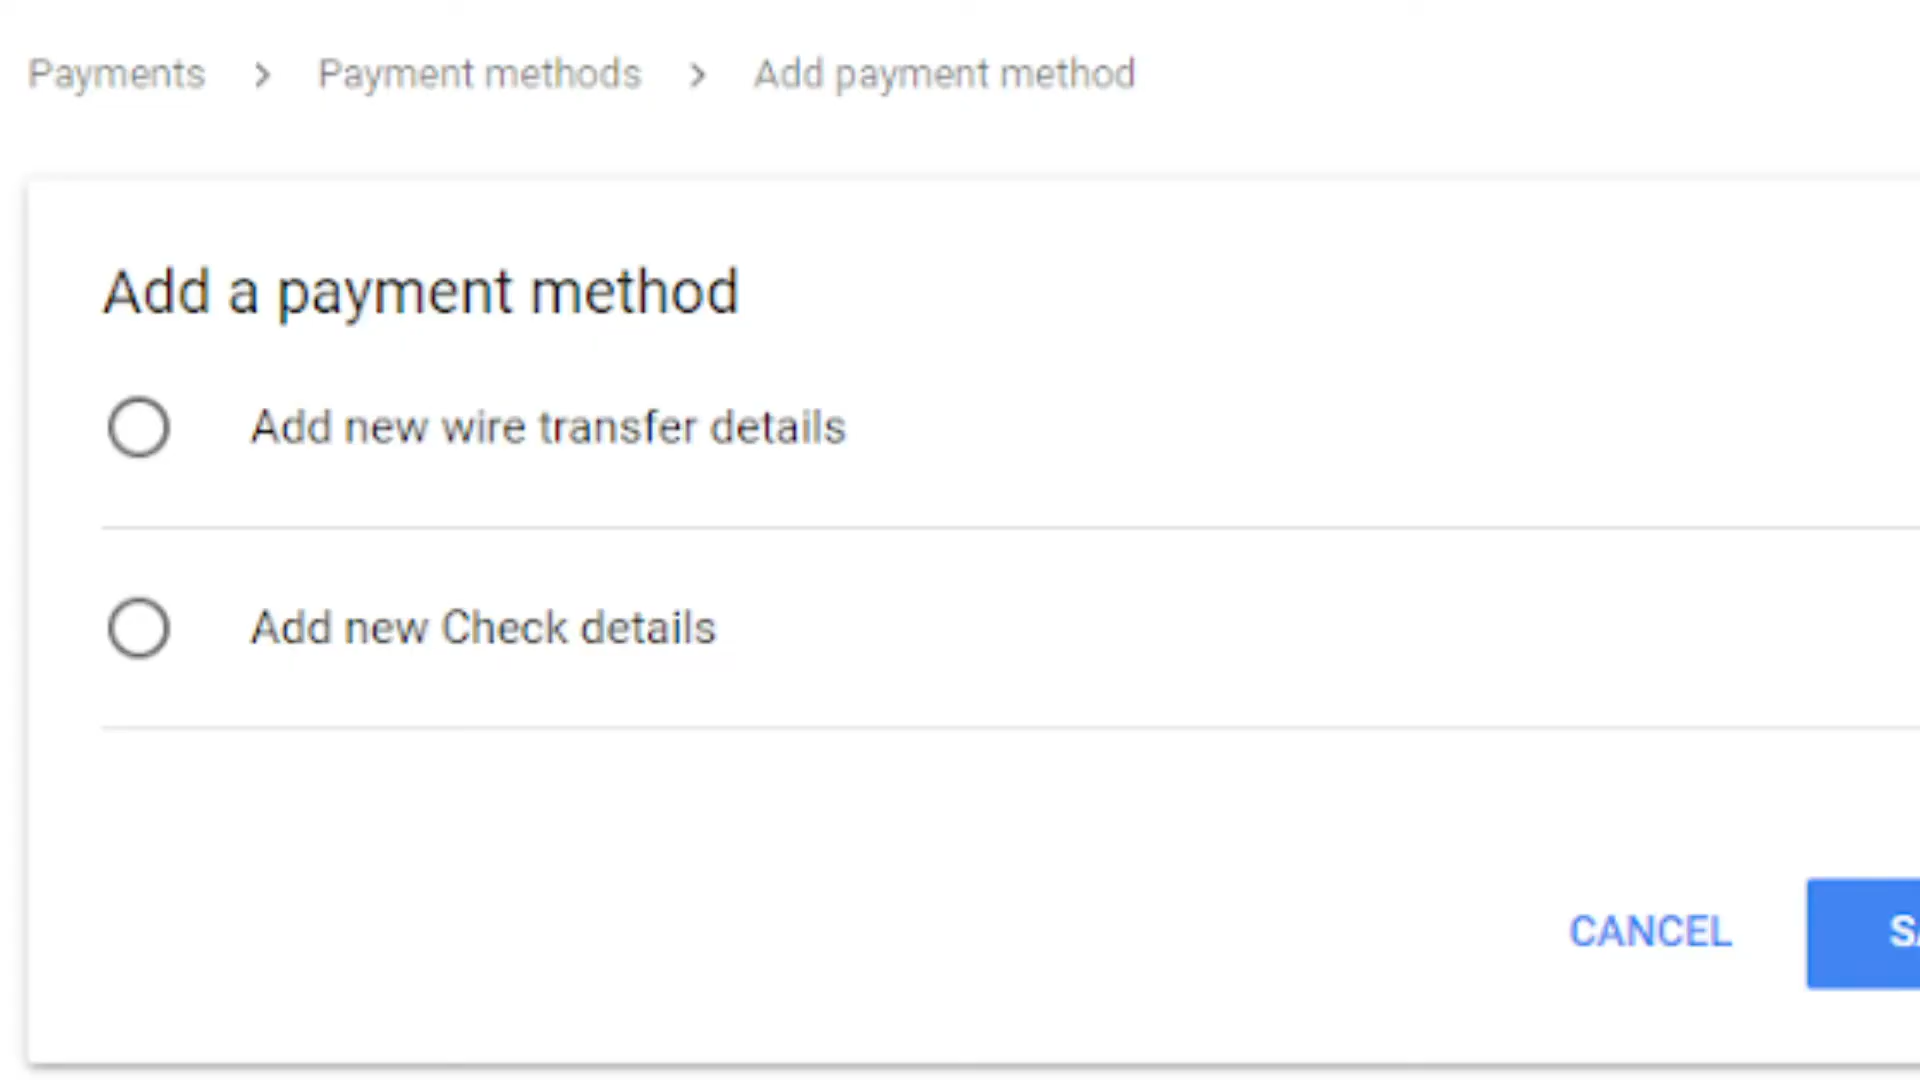 Payments > Payment methods > Add payment method
Add a payment method
Add new wire transfer details
Add new Check details
CANCEL